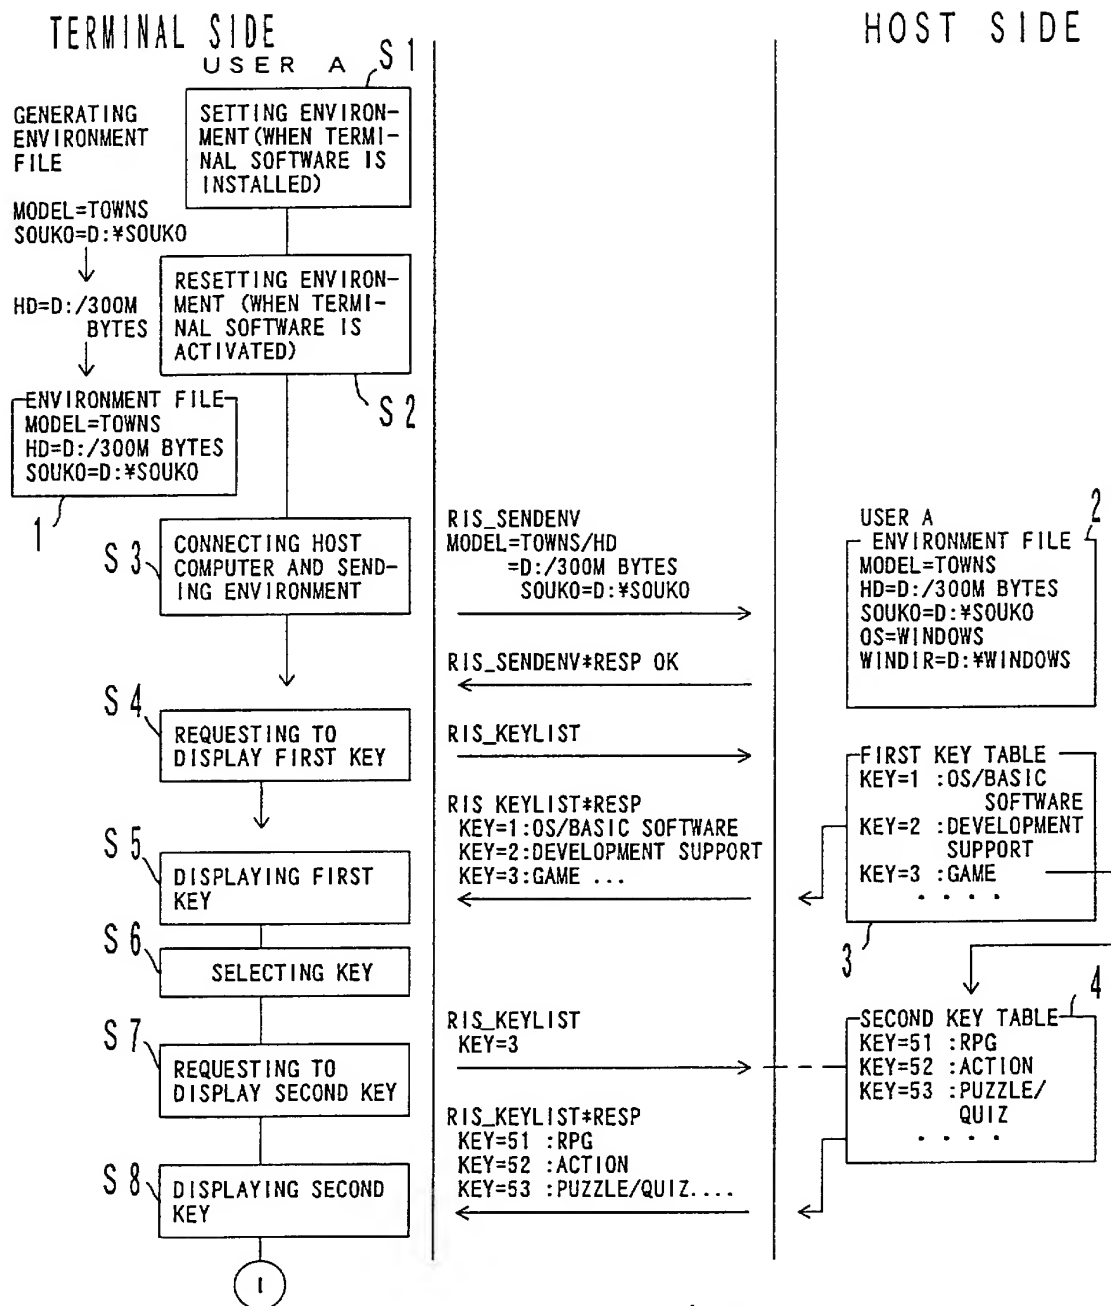 TERMINAL SIDE
HOST SIDE
USER A
S1
GENERATING
ENVIRONMENT
FILE
SETTING ENVIRON-
MENT(WHEN TERMI-
NAL SOFTWARE IS
INSTALLED)
MODEL=TOWNS
SOUKO=D:¥SOUKO
HD=D:/300M
BYTES
RESETTING ENVIRON-
MENT (WHEN TERMI-
NAL SOFTWARE IS
ACTIVATED)
S2
ENVIRONMENT FILE
MODEL=TOWNS
HD=D:/300M BYTES
SOUKO=D:¥SOUKO
1
S3
CONNECTING HOST
COMPUTER AND SEND-
ING ENVIRONMENT
RIS_SENDENV
MODEL=TOWNS/HD
=D:/300M BYTES
SOUKO=D:¥SOUKO
USER A
2
ENVIRONMENT FILE
MODEL=TOWNS
HD=D:/300M BYTES
SOUKO=D:¥SOUKO
OS=WINDOWS
WINDIR=D:¥WINDOWS
RIS_SENDENV*RESP OK
S4
REQUESTING TO
DISPLAY FIRST KEY
RIS_KEYLIST
FIRST KEY TABLE
KEY=1 :OS/BASIC
SOFTWARE
KEY=2 :DEVELOPMENT
SUPPORT
KEY=3 :GAME
. . . .
3
RIS KEYLIST*RESP
KEY=1:OS/BASIC SOFTWARE
KEY=2:DEVELOPMENT SUPPORT
KEY=3:GAME ...
S5
DISPLAYING FIRST
KEY
S6
SELECTING KEY
S7
REQUESTING TO
DISPLAY SECOND KEY
RIS_KEYLIST
KEY=3
4
SECOND KEY TABLE
KEY=51 :RPG
KEY=52 :ACTION
KEY=53 :PUZZLE/
QUIZ
. . . .
RIS_KEYLIST*RESP
KEY=51 :RPG
KEY=52 :ACTION
KEY=53 :PUZZLE/QUIZ....
S8
DISPLAYING SECOND
KEY
1